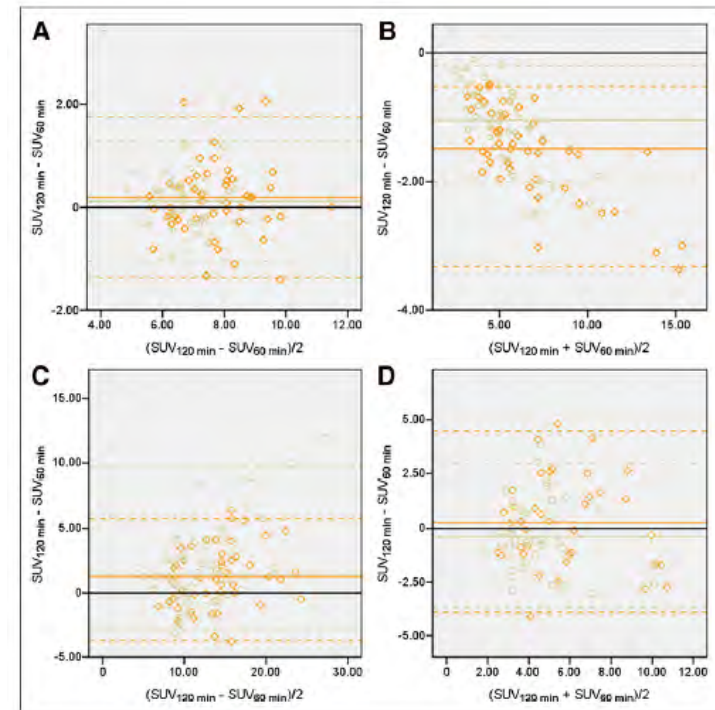 A
SUV120 min - SUV60 min
2.00
0
-2.00
4.00 6.00 8.00 10.00 12.00
(SUV120 min - SUV60 min)/2
B
SUV120 min - SUV60 min
0
-2.00
-4.00
5.00 10.00 15.00
(SUV120 min + SUV60 min)/2
C
SUV120 min - SUV60 min
15.00
10.00
5.00
0
-5.00
0 10.00 20.00 30.00
(SUV120 min - SUV60 min)/2
D
SUV120 min - SUV60 min
5.00
2.50
0
-2.50
-5.00
0 2.00 4.00 6.00 8.00 10.00 12.00
(SUV120 min + SUV60 min)/2